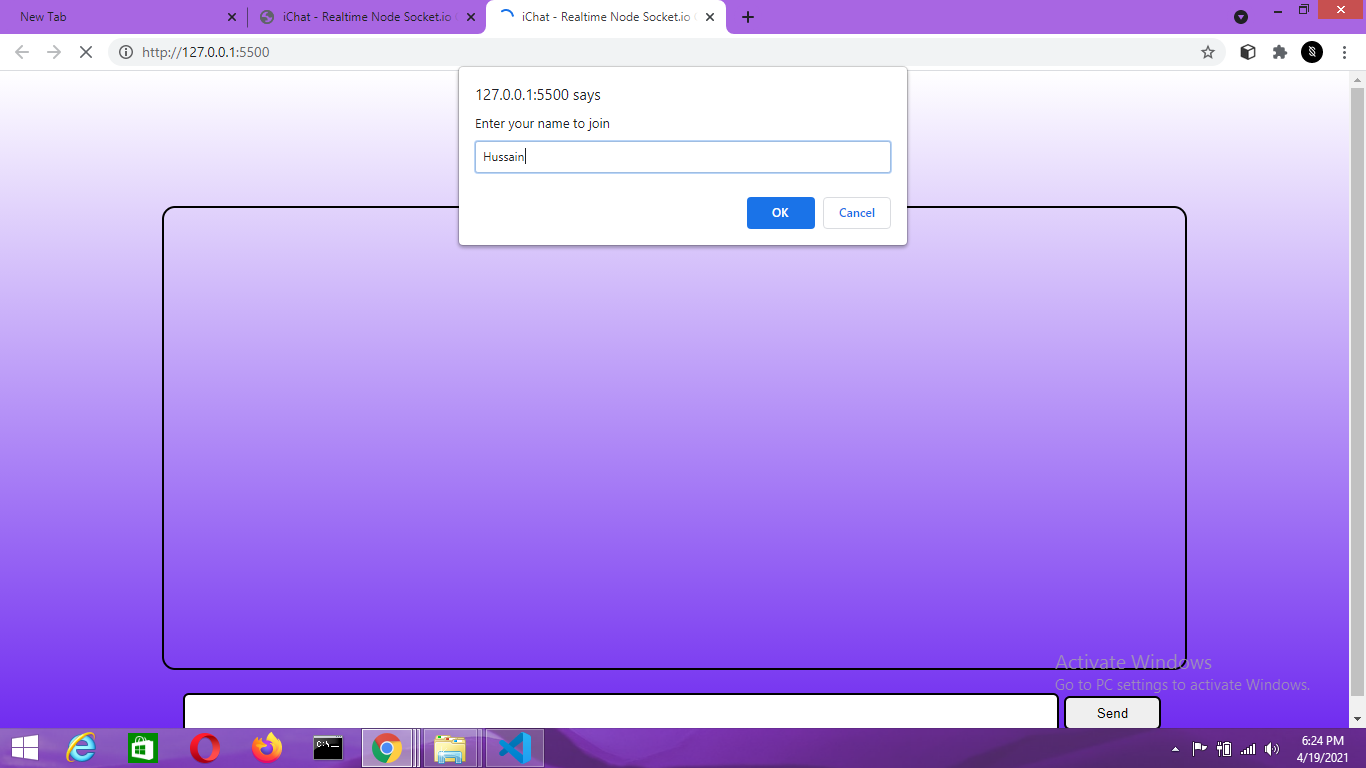 New Tab
iChat - Realtime Node Socket.io
iChat - Realtime Node Socket.io
http://127.0.0.1:5500
127.0.0.1:5500 says
Enter your name to join
Hussain
OK
Cancel
Activate Windows
Go to PC settings to activate Windows.
Send
C:\>_
6:24 PM
4/19/2021